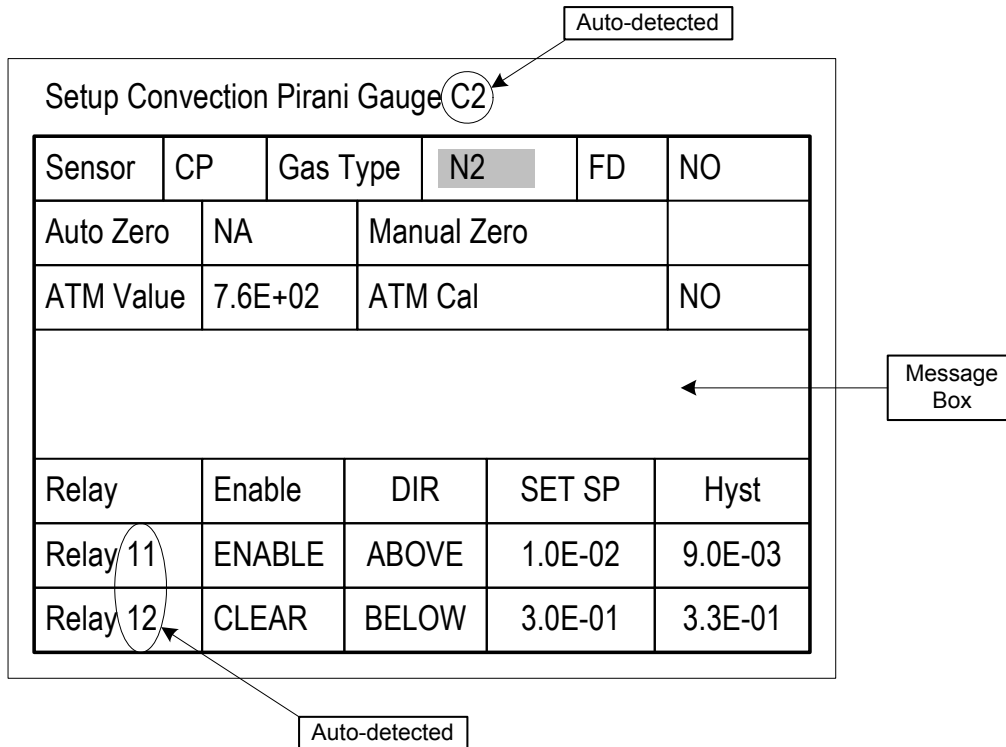 Auto-detected
Setup Convection Pirani Gauge C2
Sensor CP Gas Type N2 FD NO
Auto Zero NA Manual Zero
ATM Value 7.6E+02 ATM Cal NO
Message
Box
Relay Enable DIR SET SP Hyst
Relay 11 ENABLE ABOVE 1.0E-02 9.0E-03
Relay 12 CLEAR BELOW 3.0E-01 3.3E-01
Auto-detected